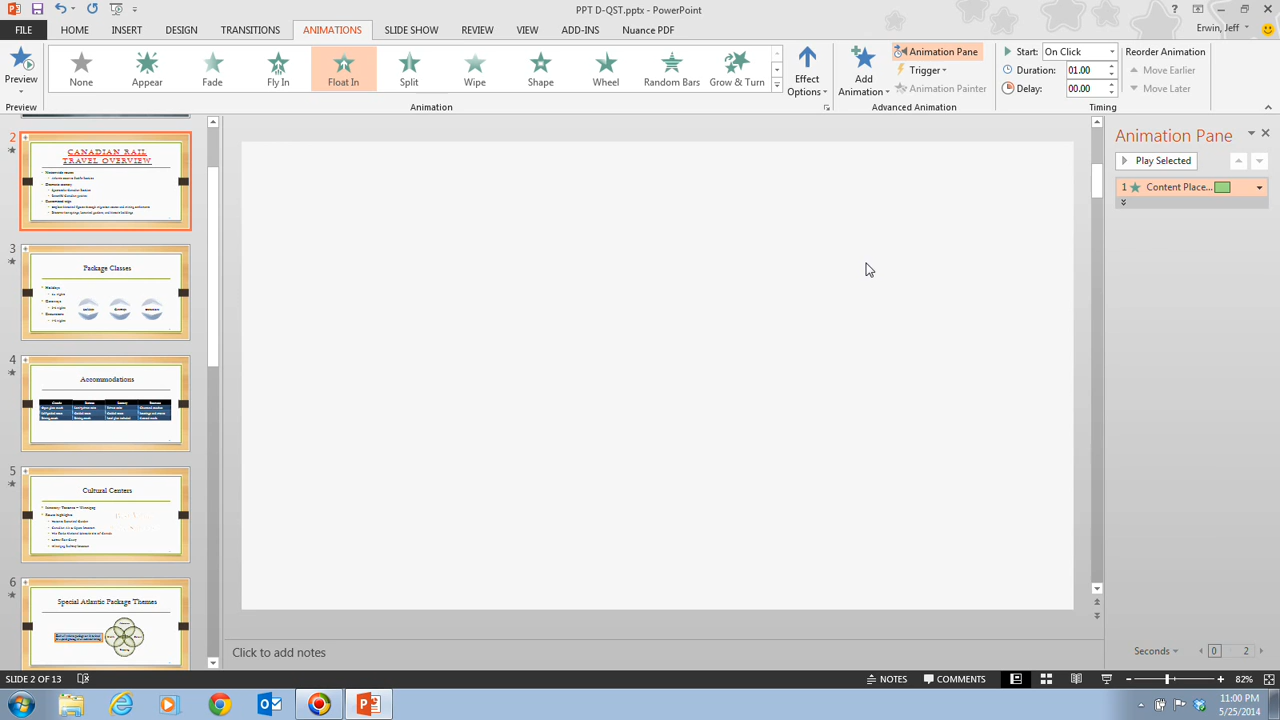 PPT D-QST.pptx - PowerPoint
FILE HOME INSERT DESIGN TRANSITIONS ANIMATIONS SLIDE SHOW REVIEW VIEW ADD-INS Nuance PDF Erwin, Jeff
Preview
Preview
None Appear Fade Fly In Float In Split Wipe Shape Wheel Random Bars Grow & Turn
Animation
Effect Options
Add Animation
Animation Pane
Trigger
Animation Painter
Advanced Animation
Start: On Click
Duration: 01.00
Delay: 00.00
Timing
Reorder Animation
Move Earlier
Move Later
2
CANADIAN RAIL
TRAVEL OVERVIEW
3
Package Classes
4
Accommodations
5
Cultural Centers
6
Special Atlantic Package Themes
Animation Pane
Play Selected
1 Content Place...
Seconds 0 2
Click to add notes
SLIDE 2 OF 13 NOTES COMMENTS 82%
11:00 PM
5/25/2014